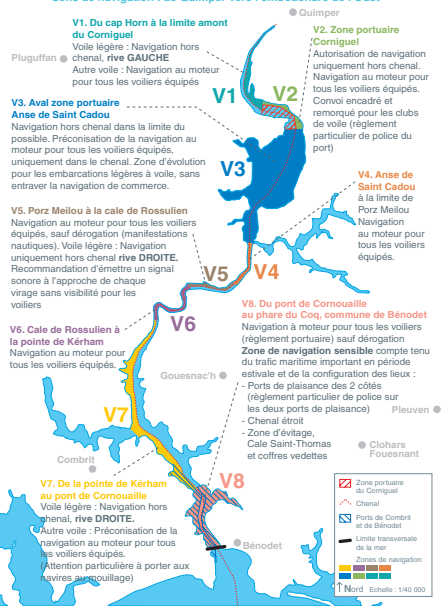 Zone de navigation : de Quimper vers l'embouchure de l'Odet
Quimper
V1. Du cap Horn à la limite amont
du Corniguel
Voile légère : Navigation hors
chenal, rive GAUCHE
Autre voile : Navigation au moteur
pour tous les voiliers équipés
Pluguffan
V2. Zone portuaire
Corniguel
Autorisation de navigation
uniquement hors chenal.
Navigation au moteur pour
tous les voiliers équipés.
Convoi encadré et
remorqué pour les clubs
de voile (règlement
particulier de police du
port)
V1
V2
V3. Aval zone portuaire
Anse de Saint Cadou
Navigation hors chenal dans la limite du
possible. Préconisation de la navigation au
moteur pour tous les voiliers équipés,
uniquement dans le chenal. Zone d'évolution
pour les embarcations légères à voile, sans
entraver la navigation de commerce.
V3
V4. Anse de
Saint Cadou
à la limite de
Porz Meilou
Navigation
au moteur pour
tous les voiliers
équipés.
V5. Porz Meilou à la cale de Rossulien
Navigation au moteur pour tous les voiliers
équipés, sauf dérogation (manifestations
nautiques). Voile légère : Navigation
uniquement hors chenal rive DROITE.
Recommandation d'émettre un signal
sonore à l'approche de chaque
virage sans visibilité pour les
voiliers
V4
V5
V6
V6. Cale de Rossulien à
la pointe de Kérham
Navigation au moteur pour
tous les voiliers équipés.
V8. Du pont de Cornouaille
au phare du Coq, commune de Bénodet
Navigation à moteur pour tous les voiliers
(règlement portuaire) sauf dérogation
Zone de navigation sensible compte tenu
du trafic maritime important en période
estivale et de la configuration des lieux :
- Ports de plaisance des 2 côtés
(règlement particulier de police sur
les deux ports de plaisance)
- Chenal étroit
- Zone d'évitage,
Cale Saint-Thomas
et coffres vedettes
Gouesnac'h
Pleuven
Clohars
Fouesnant
V7
Combrit
V8
V7. De la pointe de Kérham
au pont de Cornouaille
Voile légère : Navigation hors
chenal, rive DROITE.
Autre voile : Préconisation de la
navigation au moteur pour tous
les voiliers équipés.
(Attention particulière à porter aux
navires au mouillage)
Bénodet
Zone portuaire
du Corniguel
Chenal
Ports de Combrit
et de Bénodet
Limite transversale
de la mer
Zones de navigation
Nord Echelle : 1/40 000